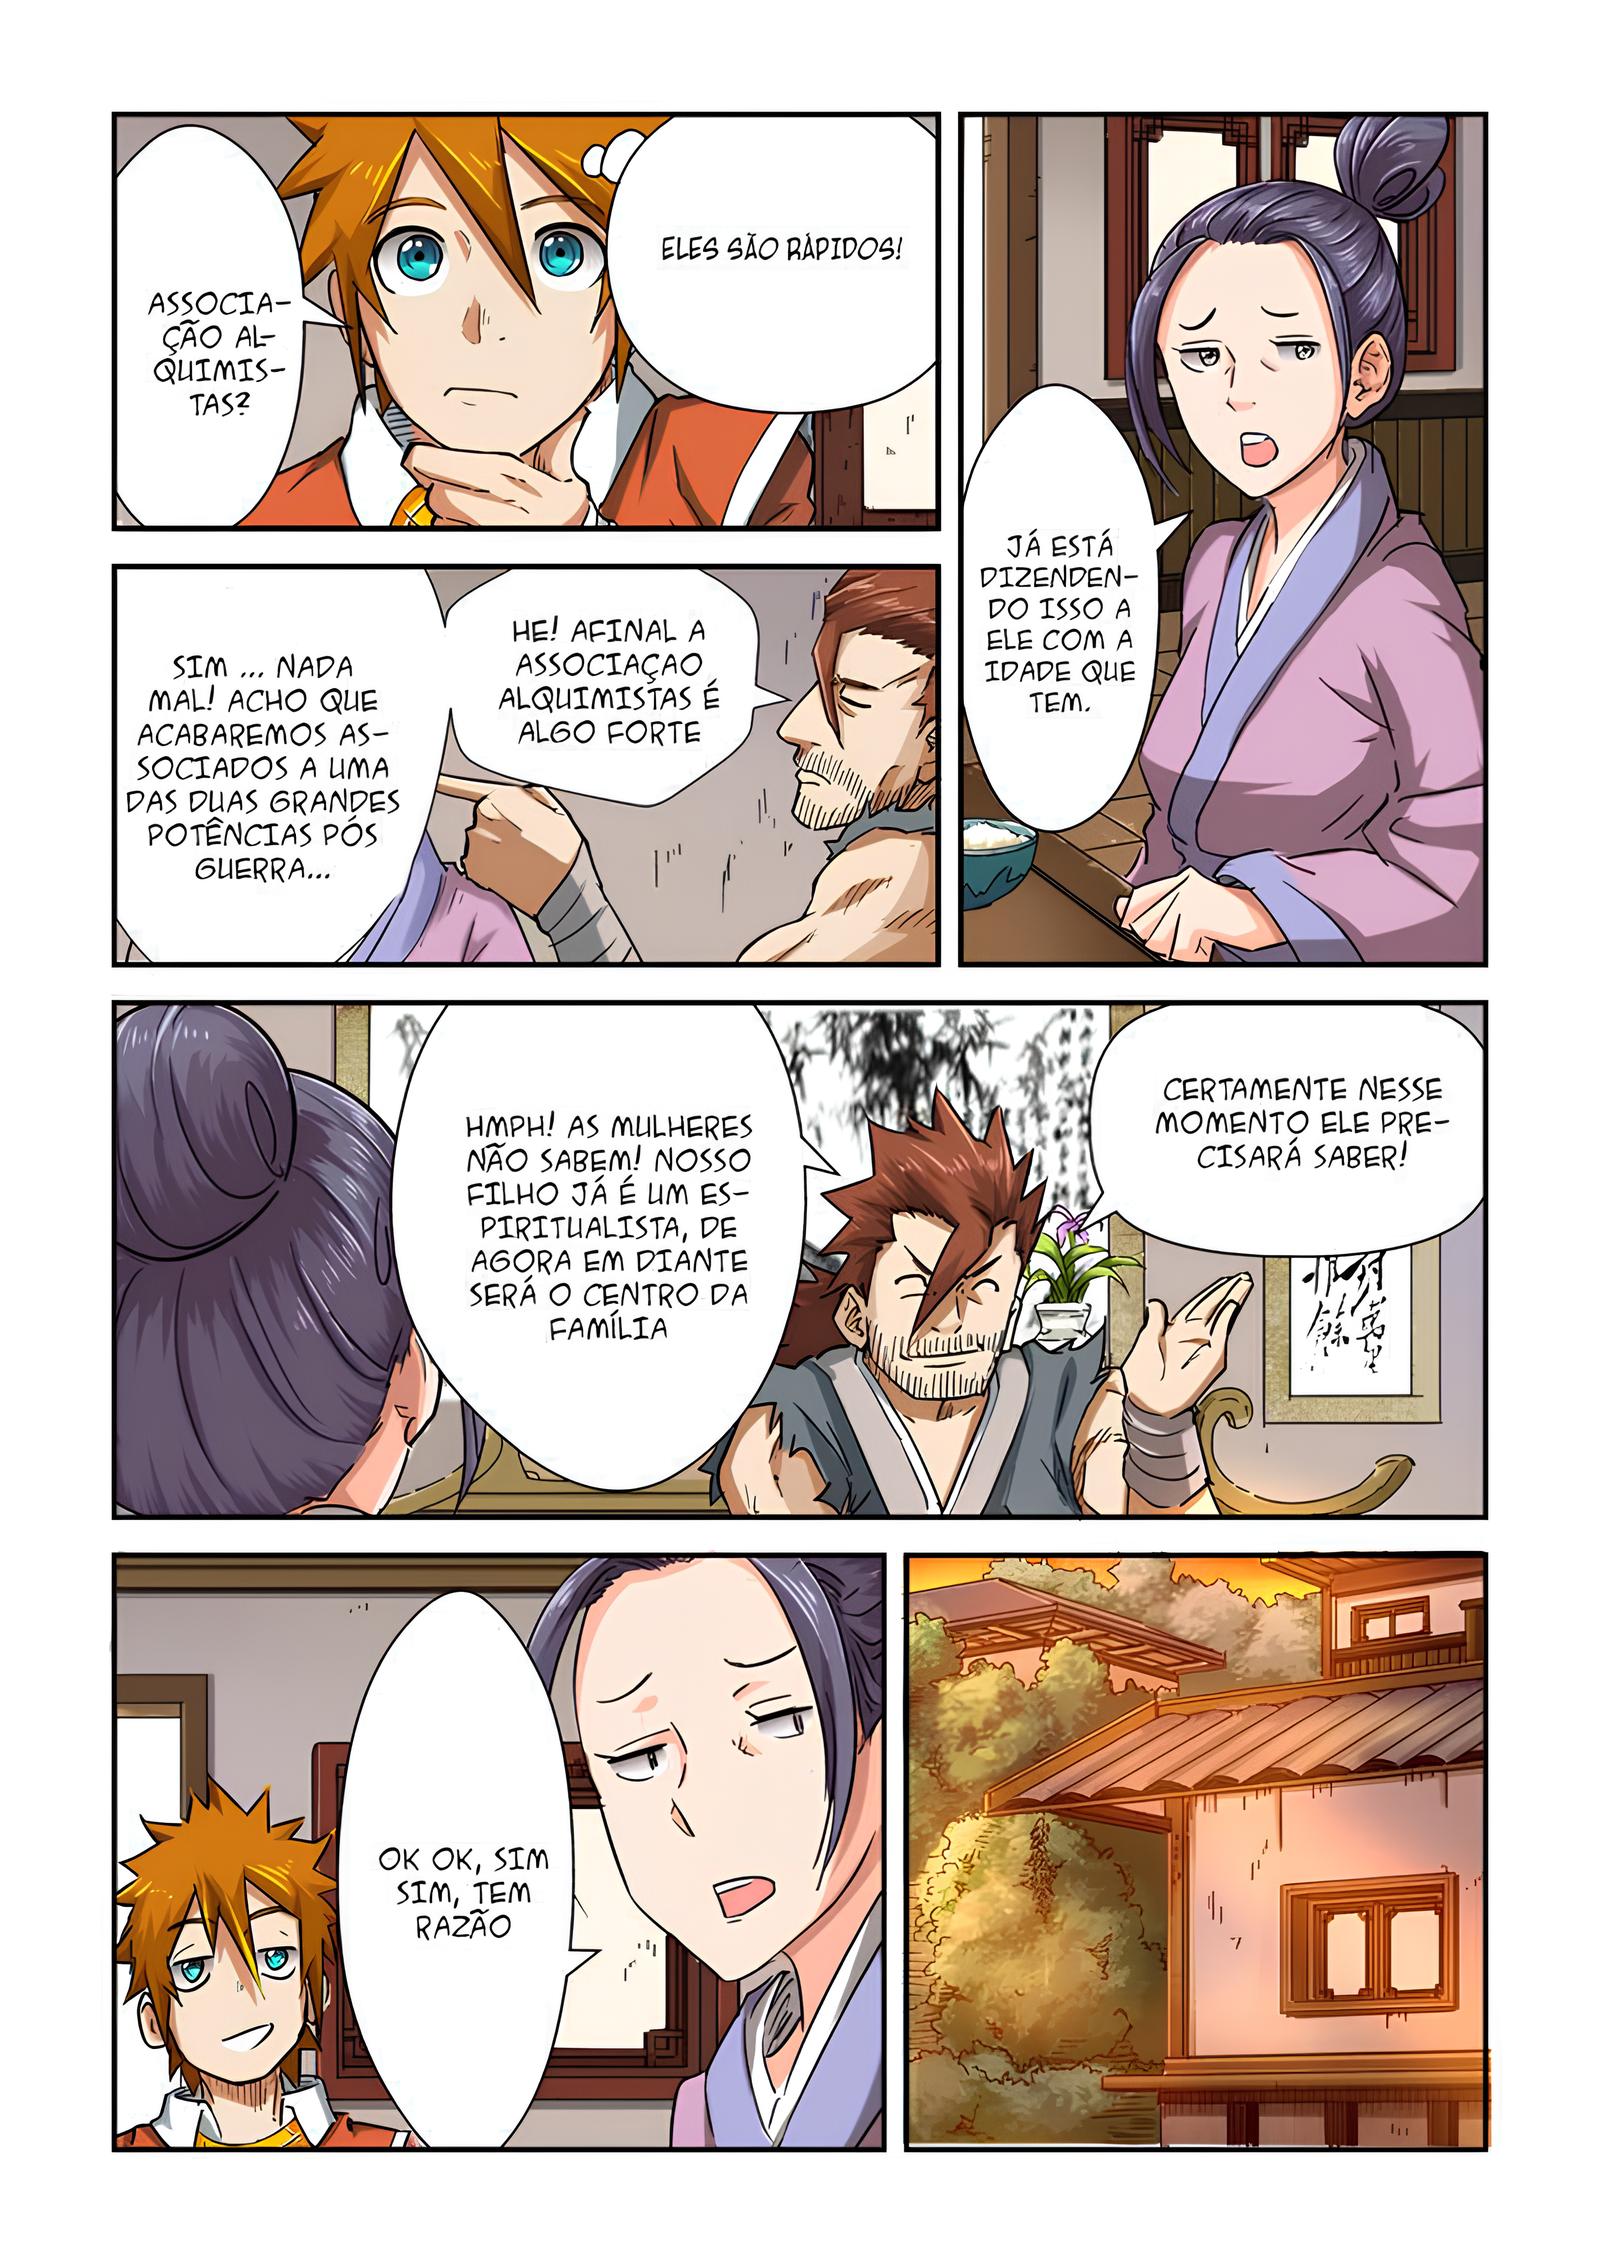 ASSOCIA-
ÇÃO AL-
QUIMIS-
TAS?
ELES SÃO RÁPIDOS!
SIM ... NADA
MAL! ACHO QUE
ACABAREMOS AS-
SOCIADOS A UMA
DAS DUAS GRANDES
POTÊNCIAS PÓS
GUERRA...
HE! AFINAL A
ASSOCIAÇAO
ALQUIMISTAS É
ALGO FORTE
JÁ ESTÁ
DIZENDEN-
DO ISSO A
ELE COM A
IDADE QUE
TEM.
HMPH! AS MULHERES
NÃO SABEM! NOSSO
FILHO JÁ É UM ES-
PIRITUALISTA, DE
AGORA EM DIANTE
SERÁ O CENTRO DA
FAMÍLIA
CERTAMENTE NESSE
MOMENTO ELE PRE-
CISARÁ SABER!
OK OK, SIM
SIM, TEM
RAZÃO